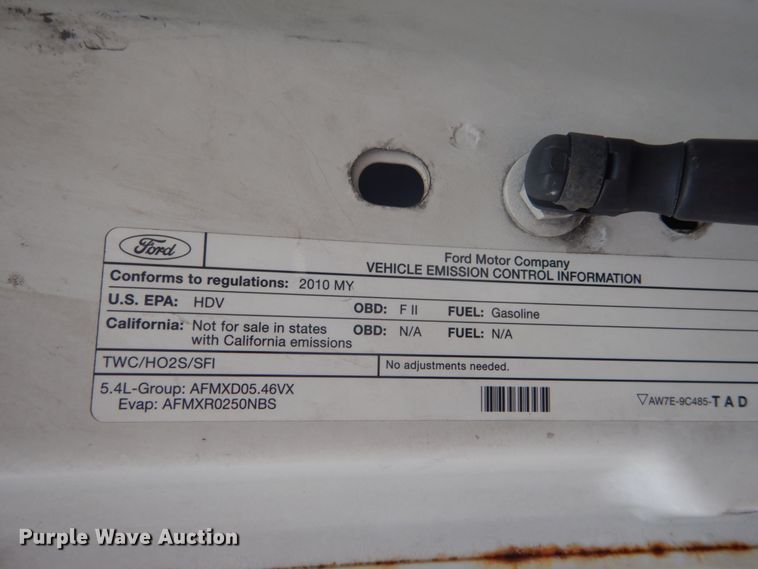 Ford
Ford Motor Company
VEHICLE EMISSION CONTROL INFORMATION
Conforms to regulations: 2010 MY
U.S. EPA: HDV OBD: F II FUEL: Gasoline
California: Not for sale in states with California emissions OBD: N/A FUEL: N/A
TWC/HO2S/SFI No adjustments needed.
5.4L-Group: AFMXD05.46VX
Evap: AFMXR0250NBS
▽AW7E-9C485-TAD
Purple Wave Auction